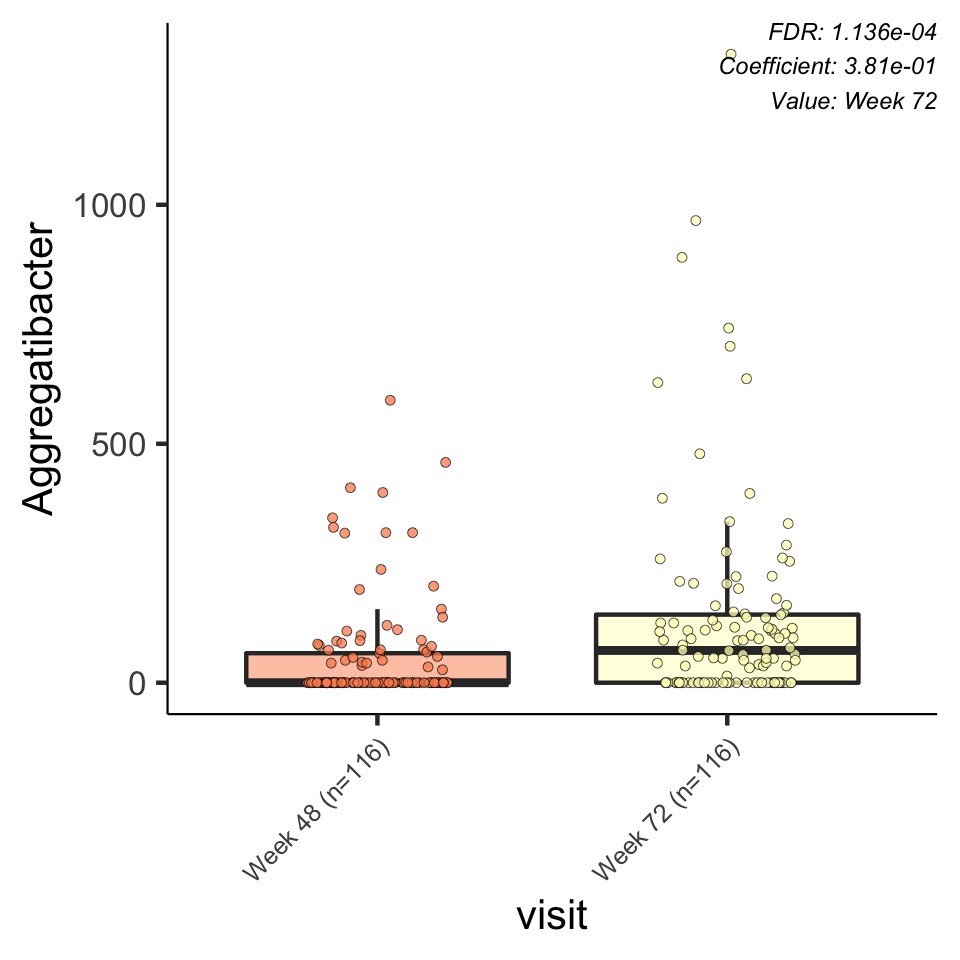 FDR: 1.136e-04
Coefficient: 3.81e-01
Value: Week 72
Aggregatibacter
1000
500
0
Week 48 (n=116)
Week 72 (n=116)
visit